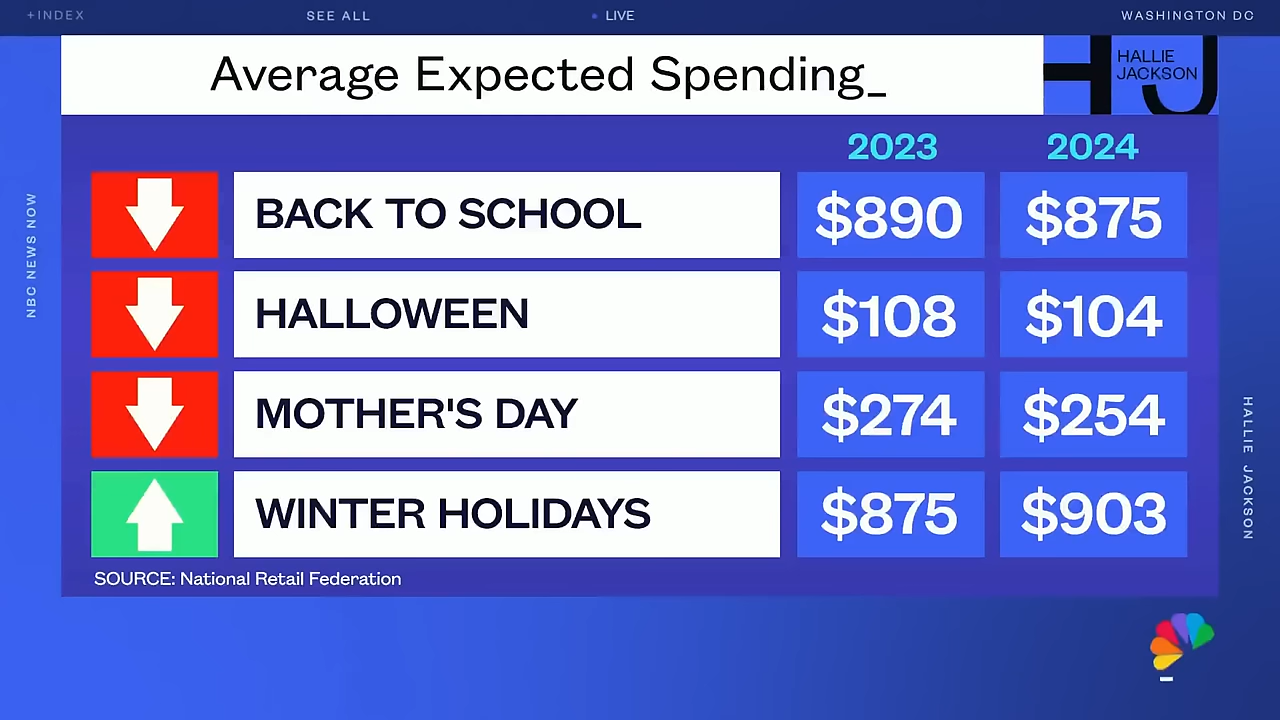 +INDEX SEE ALL LIVE WASHINGTON DC
Average Expected Spending_
HALLIE
JACKSON
2023 2024
BACK TO SCHOOL $890 $875
HALLOWEEN $108 $104
MOTHER'S DAY $274 $254
WINTER HOLIDAYS $875 $903
SOURCE: National Retail Federation
NBC NEWS NOW
HALLIE JACKSON
HJ